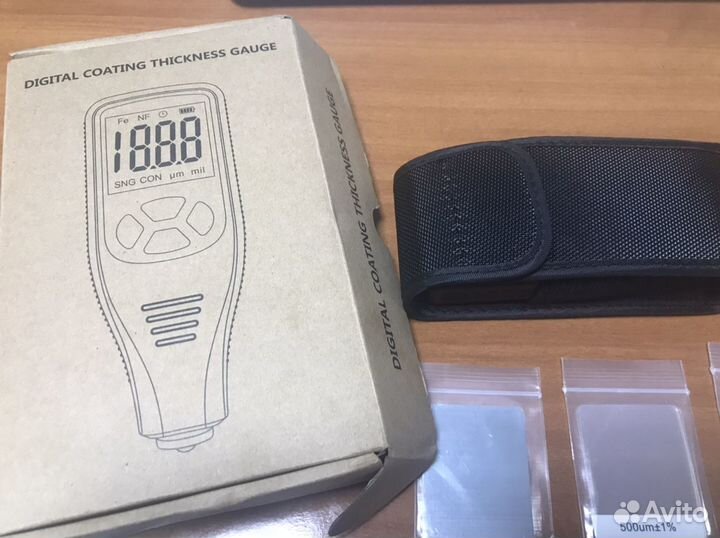 DIGITAL COATING THICKNESS GAUGE
Fe NF
188.8
SNG CON µm mil
DIGITAL COATING THICKNESS GAUGE
500um±1%
Avito